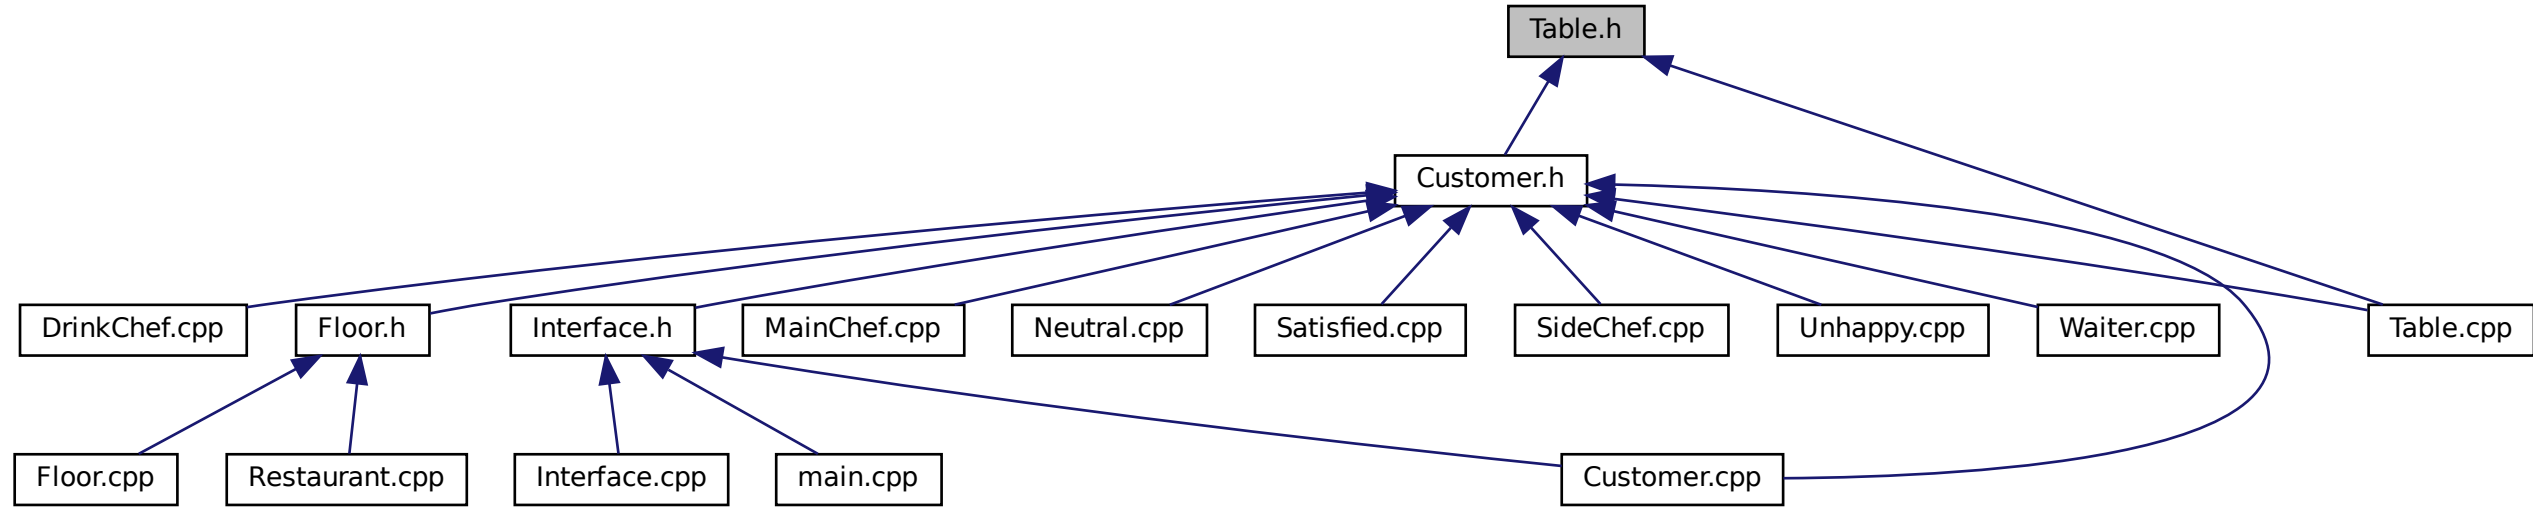 Table.h
Customer.h
DrinkChef.cpp
Floor.h
Interface.h
MainChef.cpp
Neutral.cpp
Satisfied.cpp
SideChef.cpp
Unhappy.cpp
Waiter.cpp
Table.cpp
Floor.cpp
Restaurant.cpp
Interface.cpp
main.cpp
Customer.cpp